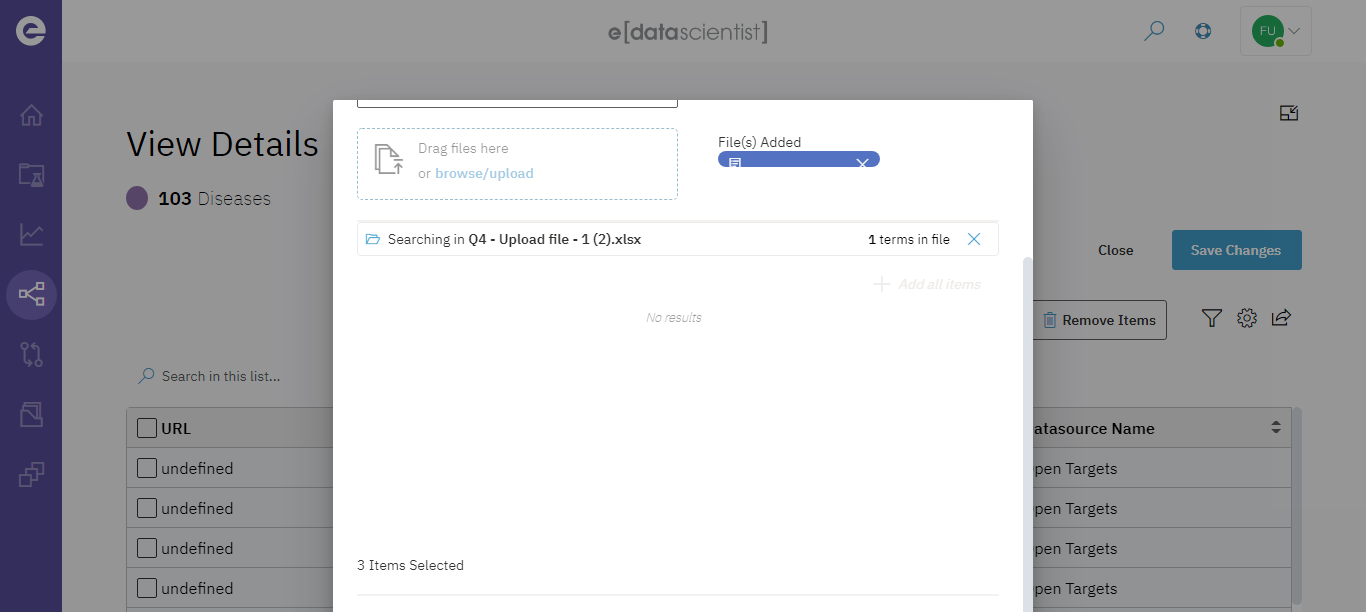 e[datascientist]
FU
View Details
103 Diseases
Drag files here
or browse/upload
File(s) Added
Searching in Q4 - Upload file - 1 (2).xlsx
1 terms in file
Add all items
No results
3 Items Selected
Close
Save Changes
Remove Items
Search in this list...
URL
atasource Name
undefined
pen Targets
undefined
pen Targets
undefined
pen Targets
undefined
pen Targets